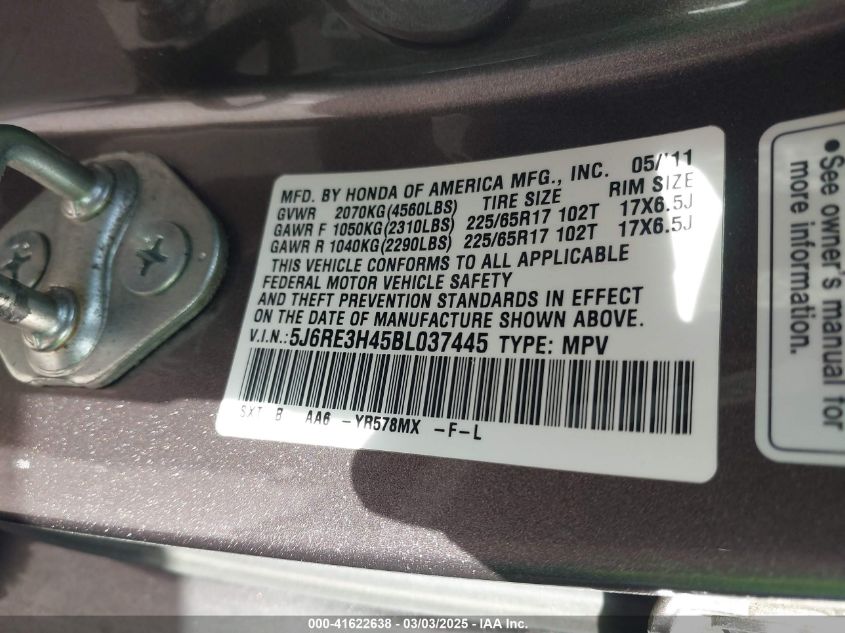 MFD. BY HONDA OF AMERICA MFG., INC. 05/'11
GVWR 2070KG(4560LBS) TIRE SIZE RIM SIZE
GAWR F 1050KG(2310LBS) 225/65R17 102T 17X6.5J
GAWR R 1040KG(2290LBS) 225/65R17 102T 17X6.5J
THIS VEHICLE CONFORMS TO ALL APPLICABLE
FEDERAL MOTOR VEHICLE SAFETY
AND THEFT PREVENTION STANDARDS IN EFFECT
ON THE DATE OF MANUFACTURE SHOWN ABOVE.
V.I.N.: 5J6RE3H45BL037445 TYPE: MPV
SXT B AA6 -YR578MX -F-L
•See owner's manual for
more information.
000-41622638 - 03/03/2025 - IAA Inc.